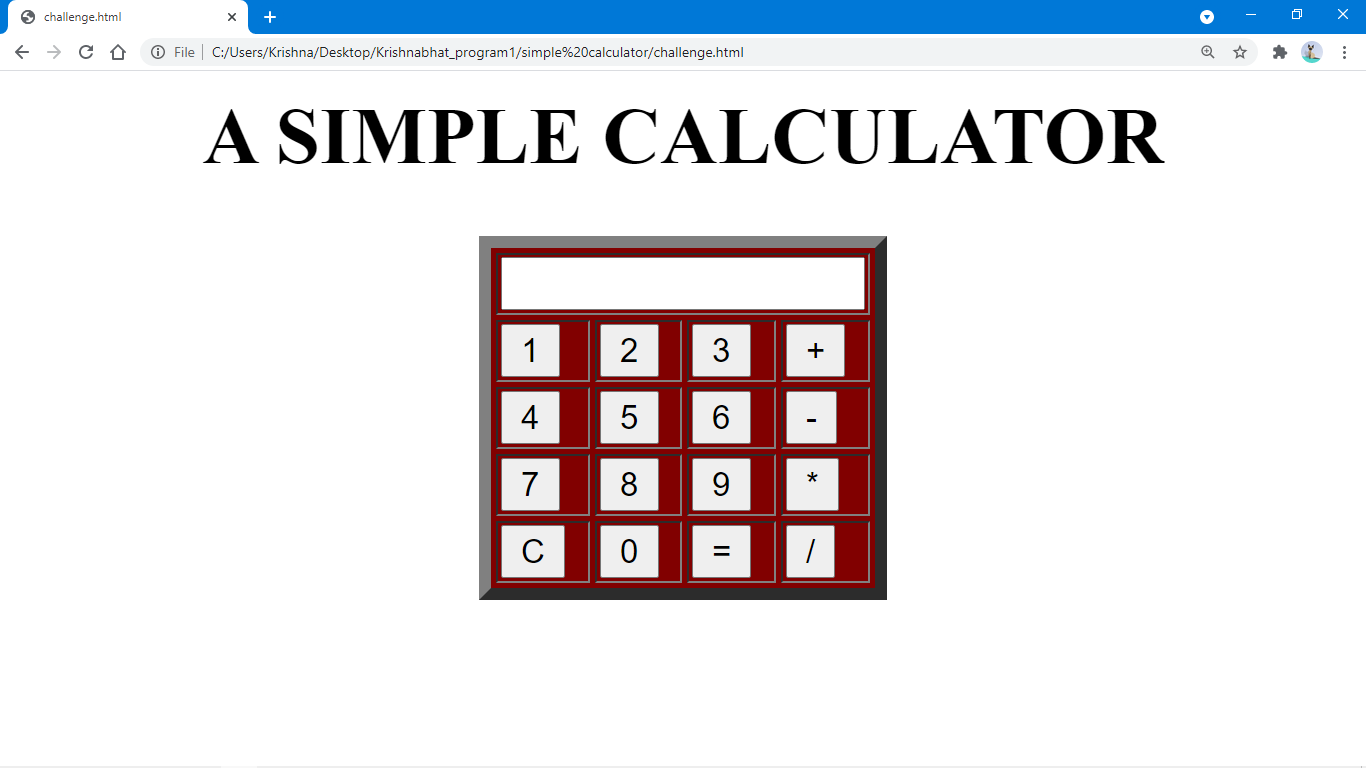 challenge.html
File C:/Users/Krishna/Desktop/Krishnabhat_program1/simple%20calculator/challenge.html
A SIMPLE CALCULATOR
1 2 3 +
4 5 6 -
7 8 9 *
C 0 = /